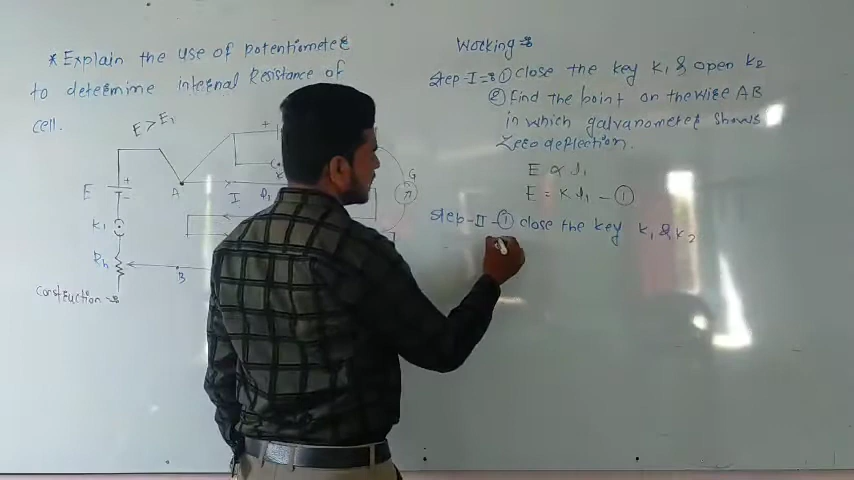 *Explain the use of potentiometer
to determine internal Resistance of
cell.
E > E1
+
+
E
A
I
l1
G
K1
Rh
B
Construction :-
Working :-
Step-I :- ① Close the key K1 & open K2
② Find the point on the wire AB
in which galvanometer shows
Zero deflection.
E ∝ l1
E = K l1 - ①
Step-II - ① close the key K1 & K2